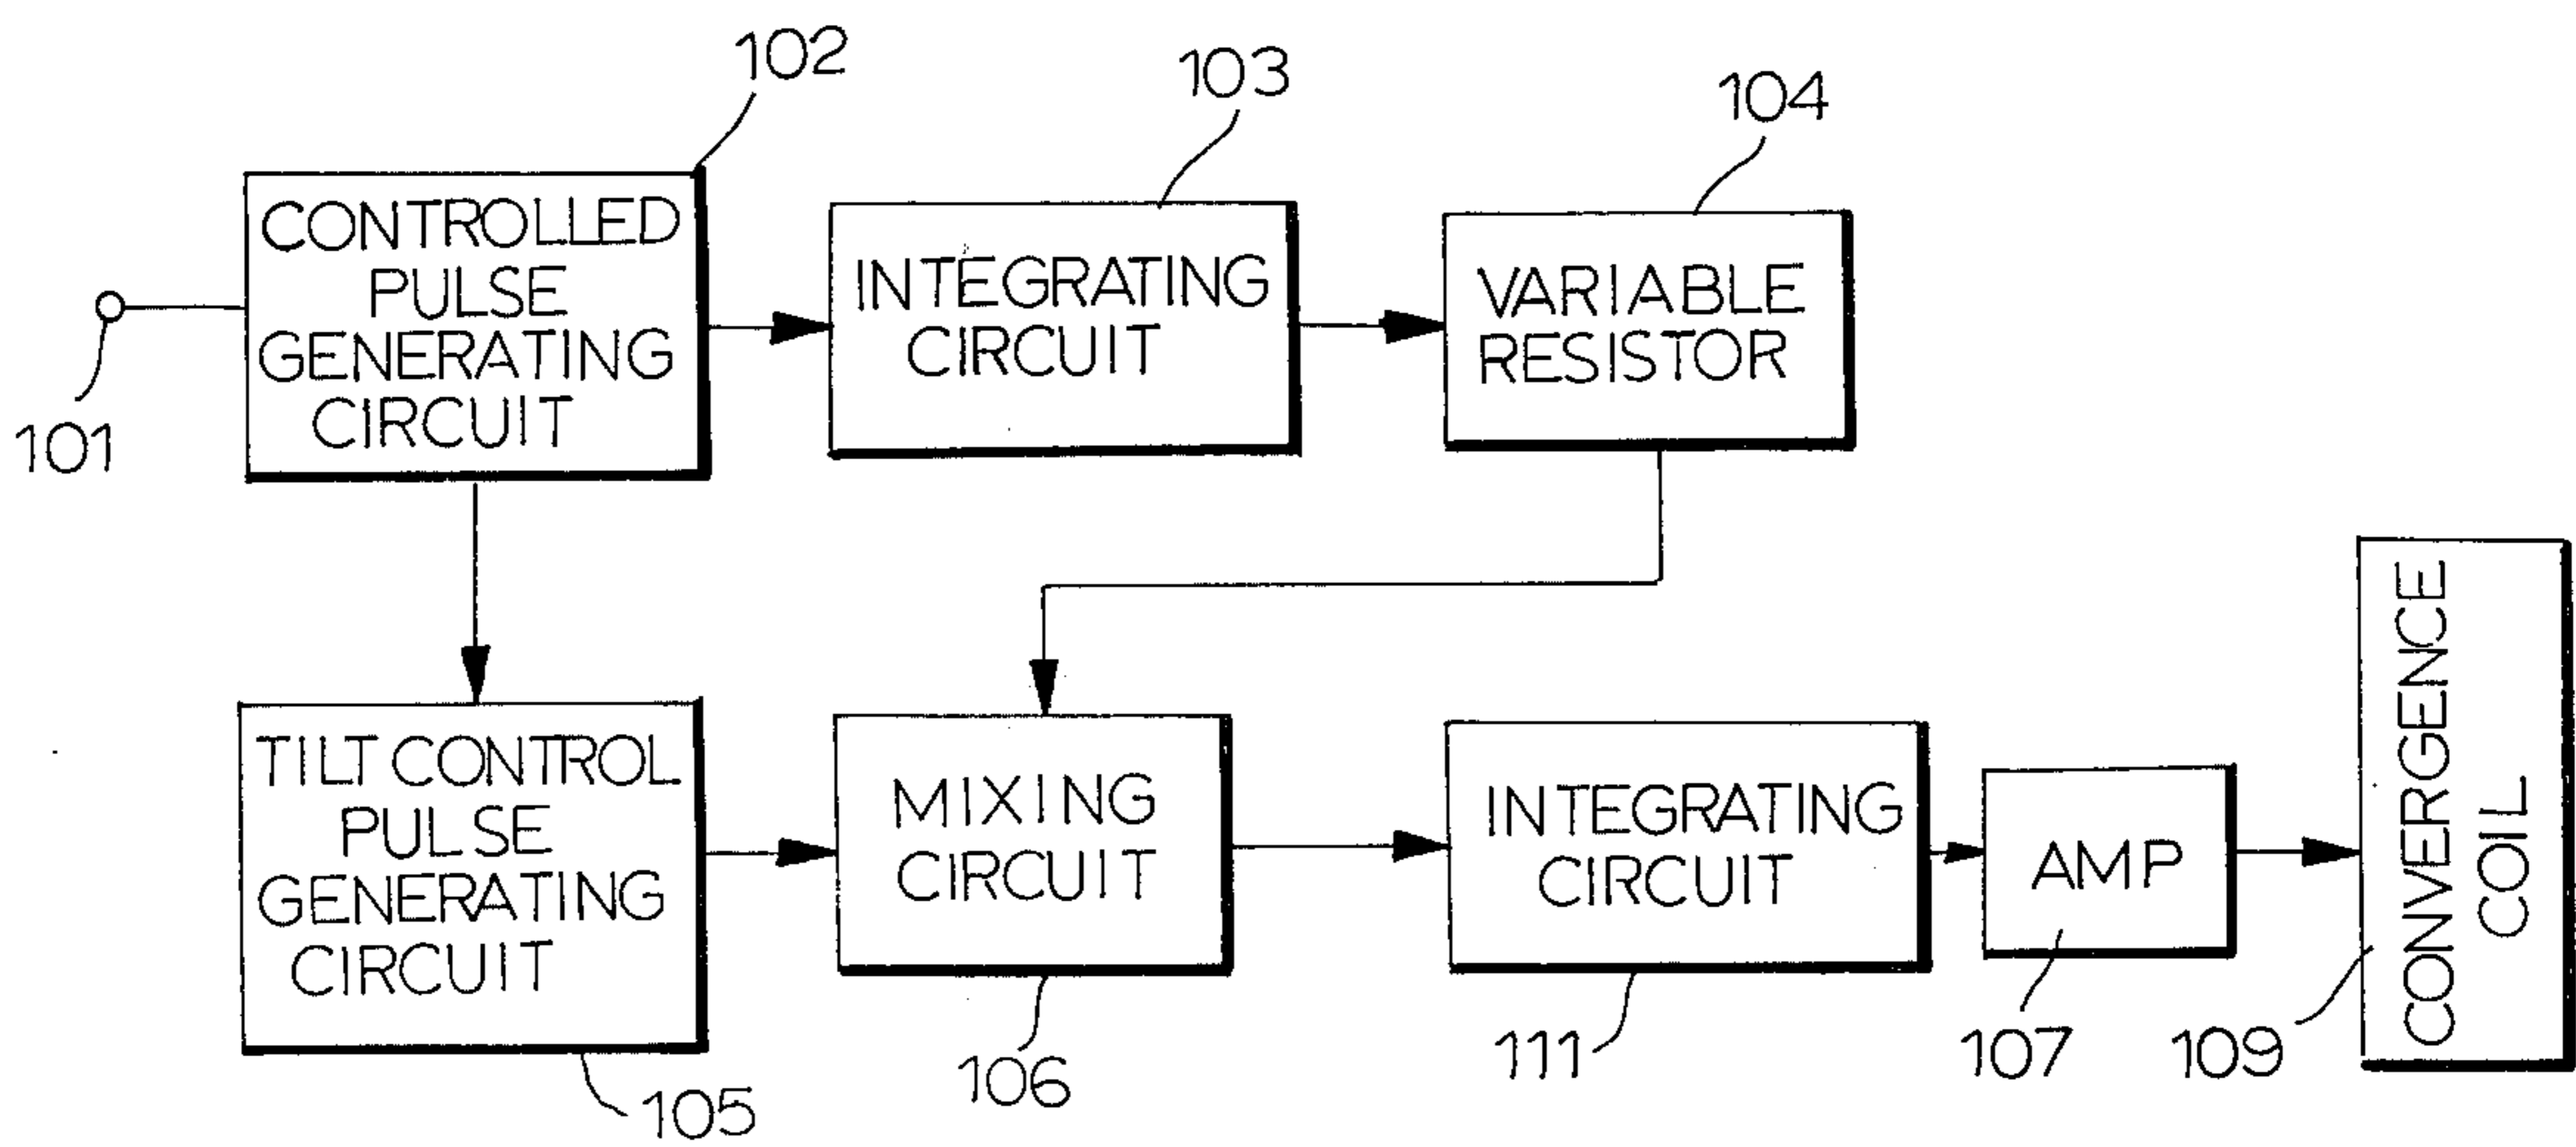 102
103
104
CONTROLLED
PULSE
GENERATING
CIRCUIT
INTEGRATING
CIRCUIT
VARIABLE
RESISTOR
101
TILT CONTROL
PULSE
GENERATING
CIRCUIT
MIXING
CIRCUIT
INTEGRATING
CIRCUIT
AMP
CONVERGENCE
COIL
105
106
111
107
109